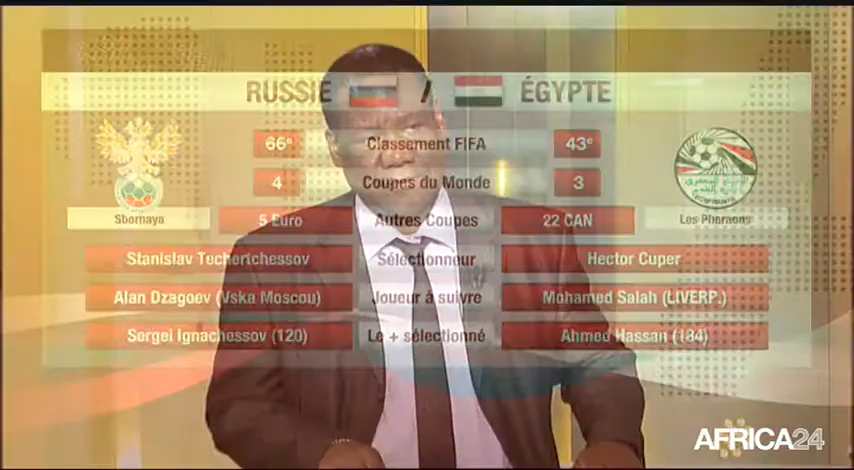 RUSSIE / ÉGYPTE
66e Classement FIFA 43e
4 Coupes du Monde 3
Sbornaya 5 Euro Autres Coupes 22 CAN Les Pharaons
Stanislav Tchertchessov Sélectionneur Hector Cuper
Alan Dzagoev (Vska Moscou) Joueur à suivre Mohamed Salah (LIVERP.)
Sergei Ignachessov (120) Le + sélectionné Ahmed Hassan (184)
AFRICA24